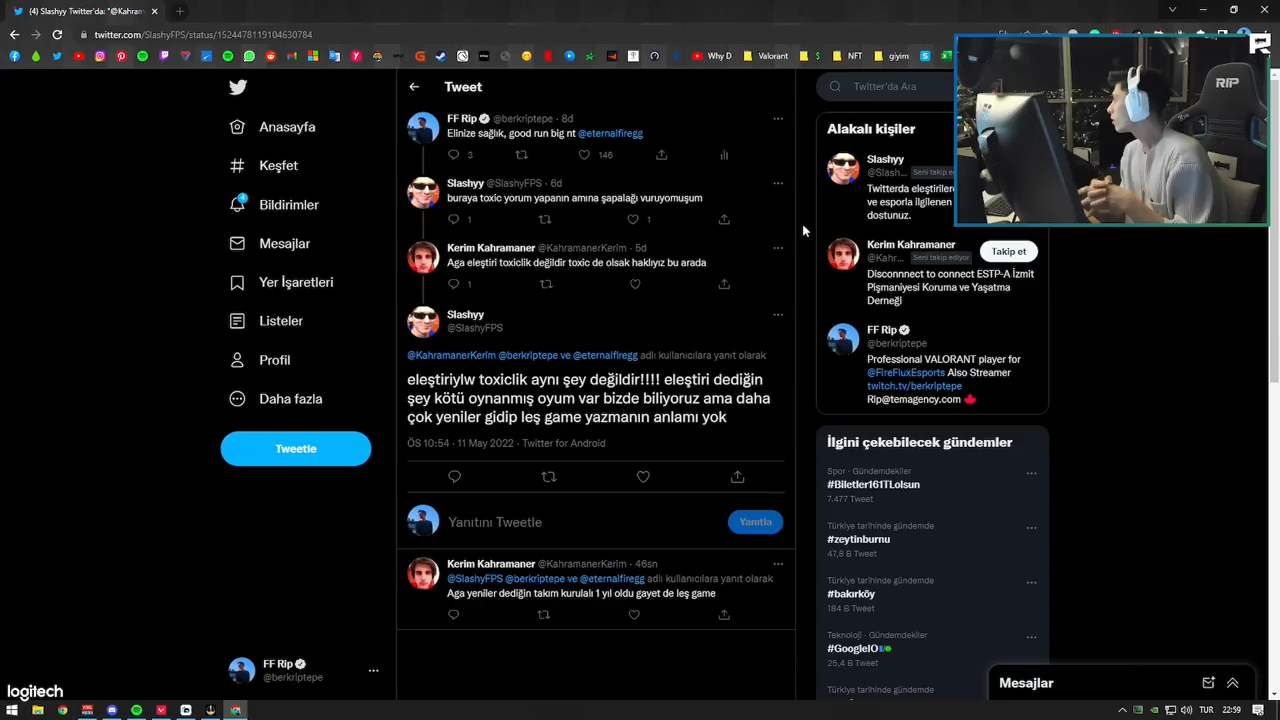 (4) Slashyy Twitter'da: "@Kahram
twitter.com/SlashyFPS/status/1524478119104630784
Why D
Valorant
$
NFT
giyim
Tweet
Twitter'da Ara
RIP
Anasayfa
Keşfet
4
Bildirimler
Mesajlar
Yer İşaretleri
Listeler
Profil
Daha fazla
Tweetle
FF Rip @berkriptepe · 8d
Elinize sağlık, good run big nt @eternalfiregg
3
146
Slashyy @SlashyFPS · 6d
buraya toxic yorum yapanın amına şapalağı vuruyomuşum
1
1
Kerim Kahramaner @KahramanerKerim · 5d
Aga eleştiri toxiclik değildir toxic de olsak haklıyız bu arada
1
Slashyy
@SlashyFPS
@KahramanerKerim @berkriptepe ve @eternalfiregg adlı kullanıcılara yanıt olarak
eleştiriylw toxiclik aynı şey değildir!!!! eleştiri dediğin
şey kötü oynanmış oyum var bizde biliyoruz ama daha
çok yeniler gidip leş game yazmanın anlamı yok
ÖS 10:54 · 11 May 2022 · Twitter for Android
Yanıtını Tweetle
Yanıtla
Kerim Kahramaner @KahramanerKerim · 46sn
@SlashyFPS @berkriptepe ve @eternalfiregg adlı kullanıcılara yanıt olarak
Aga yeniler dediğin takım kurulalı 1 yıl oldu gayet de leş game
Alakalı kişiler
Slashyy
@Slash... Seni takip ed
Twitterda eleştirilere
ve esporla ilgilenen
dostunuz.
Kerim Kahramaner
@Kahr... Seni takip ediyor
Takip et
Disconnnect to connect ESTP-A İzmit
Pişmaniyesi Koruma ve Yaşatma
Derneği
FF Rip
@berkriptepe
Professional VALORANT player for
@FireFluxEsports Also Streamer
twitch.tv/berkriptepe
Rip@temagency.com
İlgini çekebilecek gündemler
Spor · Gündemdekiler
#Biletler161TLolsun
7.477 Tweet
Türkiye tarihinde gündemde
#zeytinburnu
47,8 B Tweet
Türkiye tarihinde gündemde
#bakırköy
184 B Tweet
Teknoloji · Gündemdekiler
#GoogleIO
25,4 B Tweet
Türkiye tarihinde gündemde
Mesajlar
FF Rip
@berkriptepe
logitech
TUR
22:59